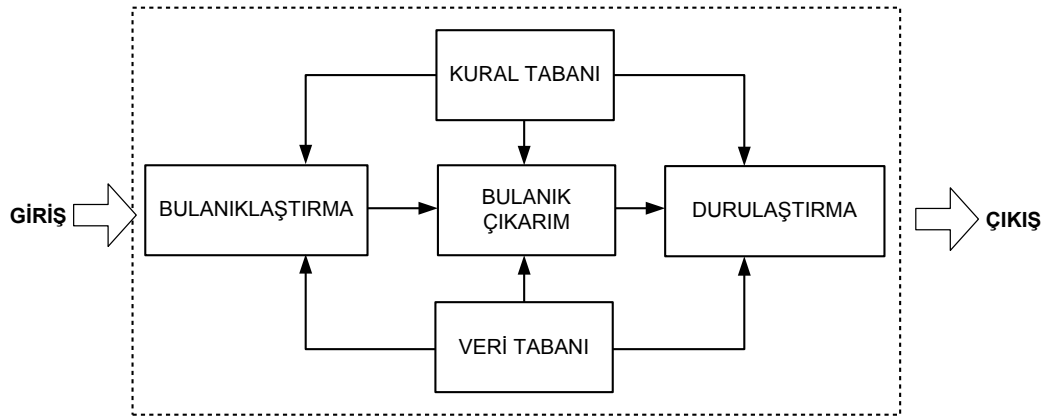 KURAL TABANI
GİRİŞ
BULANIKLAŞTIRMA
BULANIK
ÇIKARIM
DURULAŞTIRMA
ÇIKIŞ
VERİ TABANI